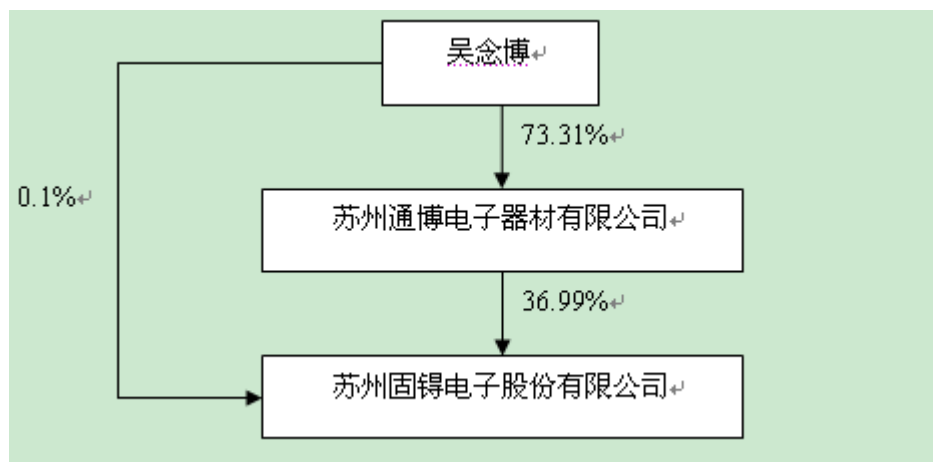 吴念博
73.31%
0.1%
苏州通博电子器材有限公司
36.99%
苏州固锝电子股份有限公司